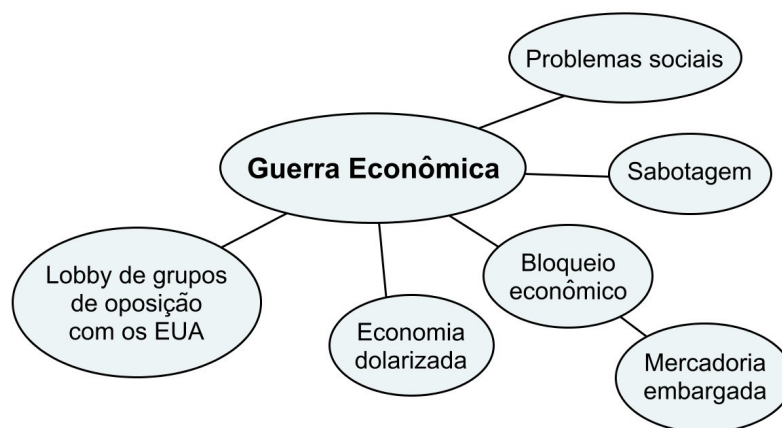 Problemas sociais
Guerra Econômica
Sabotagem
Lobby de grupos
de oposição
com os EUA
Economia
dolarizada
Bloqueio
econômico
Mercadoria
embargada